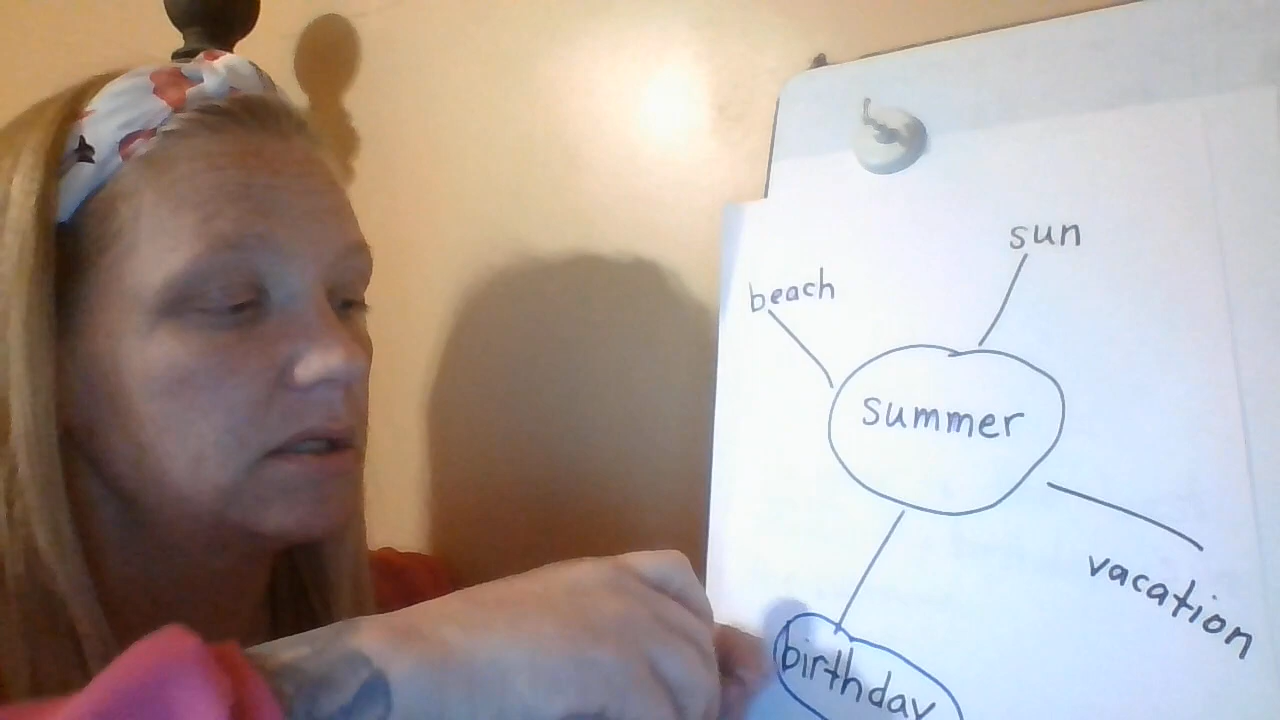 sun
beach
summer
vacation
birthday